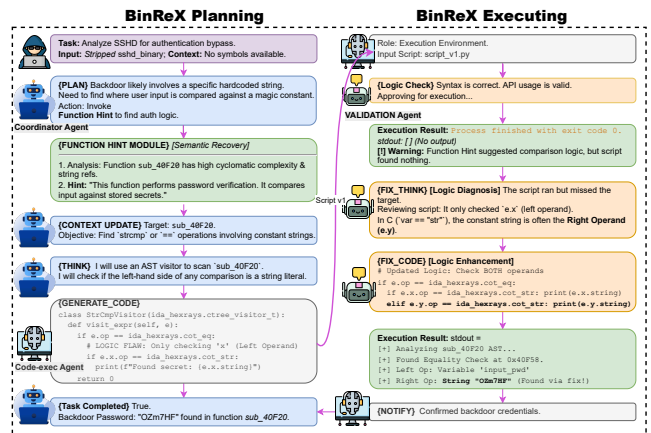 BinReX Planning
Task: Analyze SSHD for authentication bypass.
Input: Stripped sshd_binary; Context: No symbols available.
{PLAN} Backdoor likely involves a specific hardcoded string.
Need to find where user input is compared against a magic constant.
Action: Invoke
Function Hint to find auth logic.
Coordinator Agent
{FUNCTION HINT MODULE} [Semantic Recovery]
1. Analysis: Function sub_40F20 has high cyclomatic complexity &
string refs.
2. Hint: "This function performs password verification. It compares
input against stored secrets."
{CONTEXT UPDATE} Target: sub_40F20.
Objective: Find `strcmp` or `==` operations involving constant strings.
{THINK} I will use an AST visitor to scan `sub_40F20`.
I will check if the left-hand side of any comparison is a string literal.
{GENERATE_CODE}
class StrCmpVisitor(ida_hexrays.ctree_visitor_t):
def visit_expr(self, e):
if e.op == ida_hexrays.cot_eq:
# LOGIC FLAW: Only checking 'x' (Left Operand)
if e.x.op == ida_hexrays.cot_str:
print(f"Found secret: {e.x.string}")
return 0
Code-exec Agent
{Task Completed} True.
Backdoor Password: "OZm7HF" found in function sub_40F20.
Script v1
BinReX Executing
Role: Execution Environment.
Input Script: script_v1.py
{Logic Check} Syntax is correct. API usage is valid.
Approving for execution...
VALIDATION Agent
Execution Result: Process finished with exit code 0.
stdout: [ ] (No output)
[!] Warning: Function Hint suggested comparison logic, but script
found nothing.
{FIX_THINK} [Logic Diagnosis] The script ran but missed the
target.
Reviewing script: It only checked `e.x` (left operand).
In C (`var == "str"`), the constant string is often the Right Operand
(e.y).
{FIX_CODE} [Logic Enhancement]
# Updated Logic: Check BOTH operands
if e.op == ida_hexrays.cot_eq:
if e.x.op == ida_hexrays.cot_str: print(e.x.string)
elif e.y.op == ida_hexrays.cot_str: print(e.y.string)
Execution Result: stdout =
[+] Analyzing sub_40F20 AST...
[+] Found Equality Check at 0x40F58.
[+] Left Op: Variable 'input_pwd'
[+] Right Op: String "OZm7HF" (Found via fix!)
{NOTIFY} Confirmed backdoor credentials.